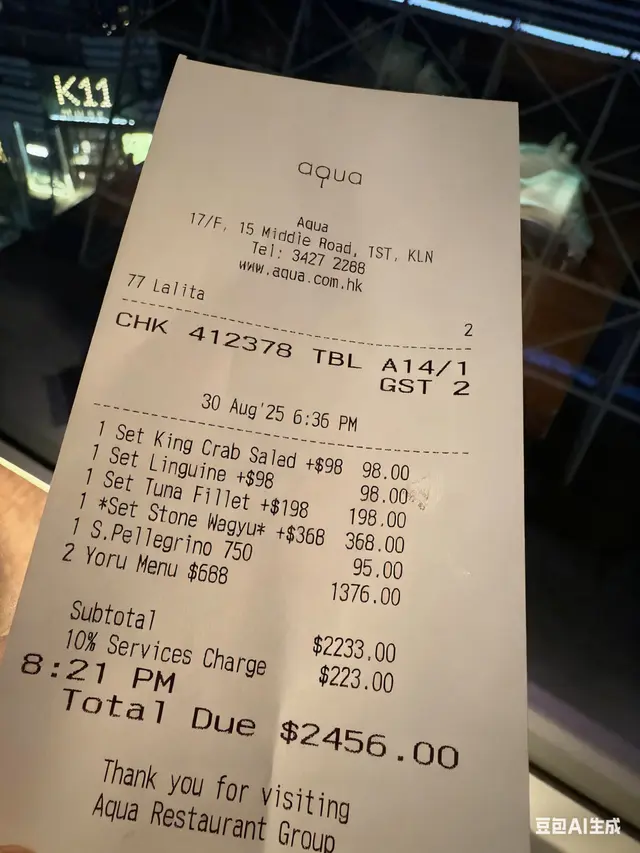 K11
aqua
Aqua
17/F, 15 Middle Road, TST, KLN
Tel: 3427 2288
www.aqua.com.hk
77 Lalita 2
CHK 412378 TBL A14/1
GST 2
30 Aug'25 6:36 PM
1 Set King Crab Salad +$98 98.00
1 Set Linguine +$98 98.00
1 Set Tuna Fillet +$198 198.00
1 *Set Stone Wagyu* +$368 368.00
1 S.Pellegrino 750 95.00
2 Yoru Menu $688 1376.00
Subtotal $2233.00
10% Services Charge $223.00
8:21 PM
Total Due $2456.00
Thank you for visiting
Aqua Restaurant Group
豆包AI生成